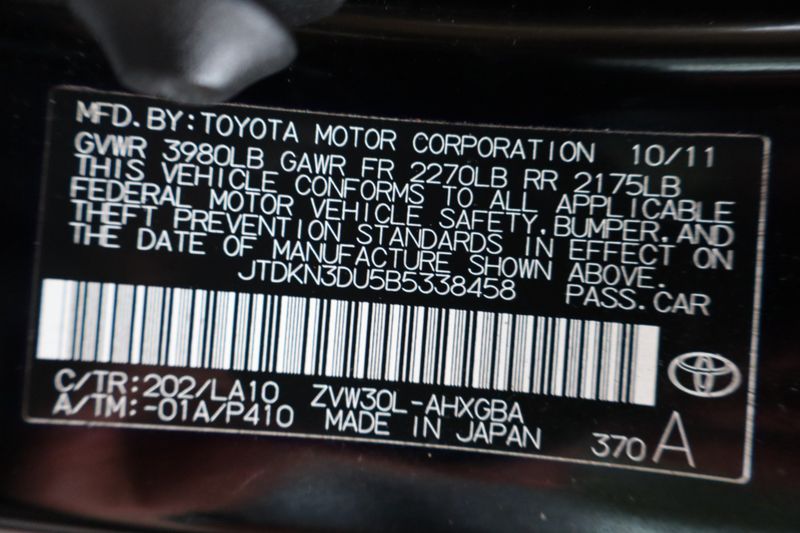 MFD. BY: TOYOTA MOTOR CORPORATION 10/11
GVWR 3980LB GAWR FR 2270LB RR 2175LB
THIS VEHICLE CONFORMS TO ALL APPLICABLE
FEDERAL MOTOR VEHICLE SAFETY, BUMPER, AND
THEFT PREVENTION STANDARDS IN EFFECT ON
THE DATE OF MANUFACTURE SHOWN ABOVE.
JTDKN3DU5B5338458 PASS. CAR
C/TR: 202/LA10 ZVW30L-AHXGBA
A/TM: -01A/P410 MADE IN JAPAN 370 A